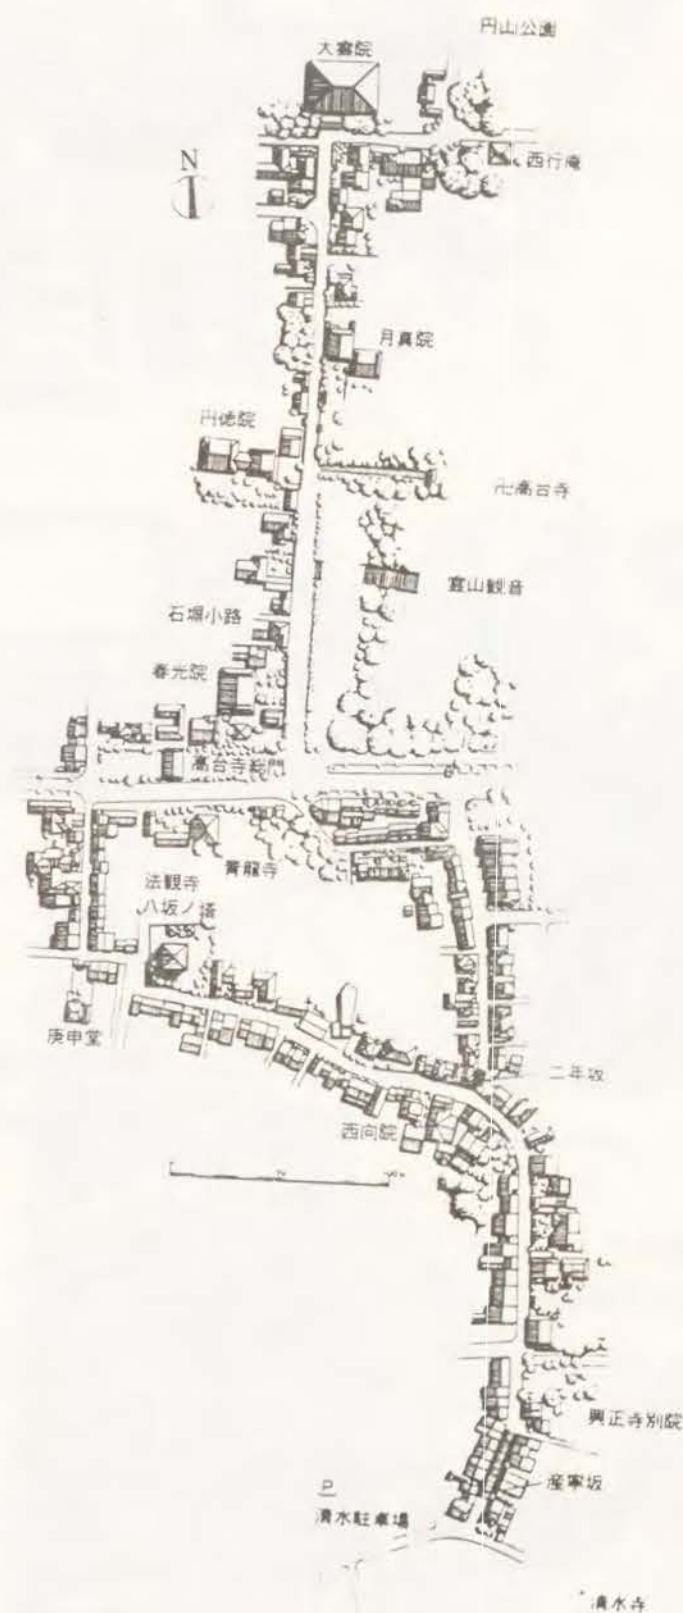 円山公園
大雲院
N
西行庵
月真院
円徳院
卍高台寺
霊山観音
石塀小路
春光院
高台寺総門
青龍寺
法観寺
八坂ノ塔
庚申堂
二年坂
西向院
興正寺別院
産寧坂
P
清水駐車場
清水寺